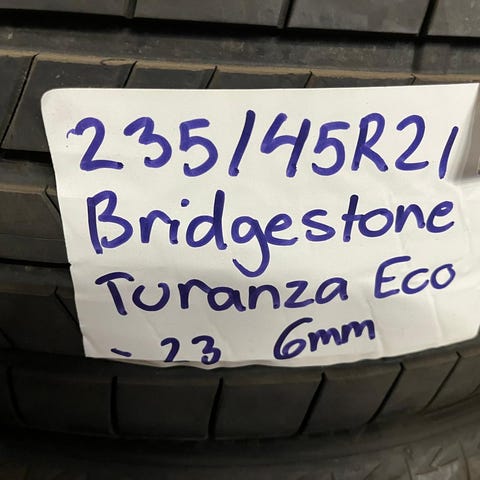 235/45R21
Bridgestone
Turanza Eco
- 23 6mm